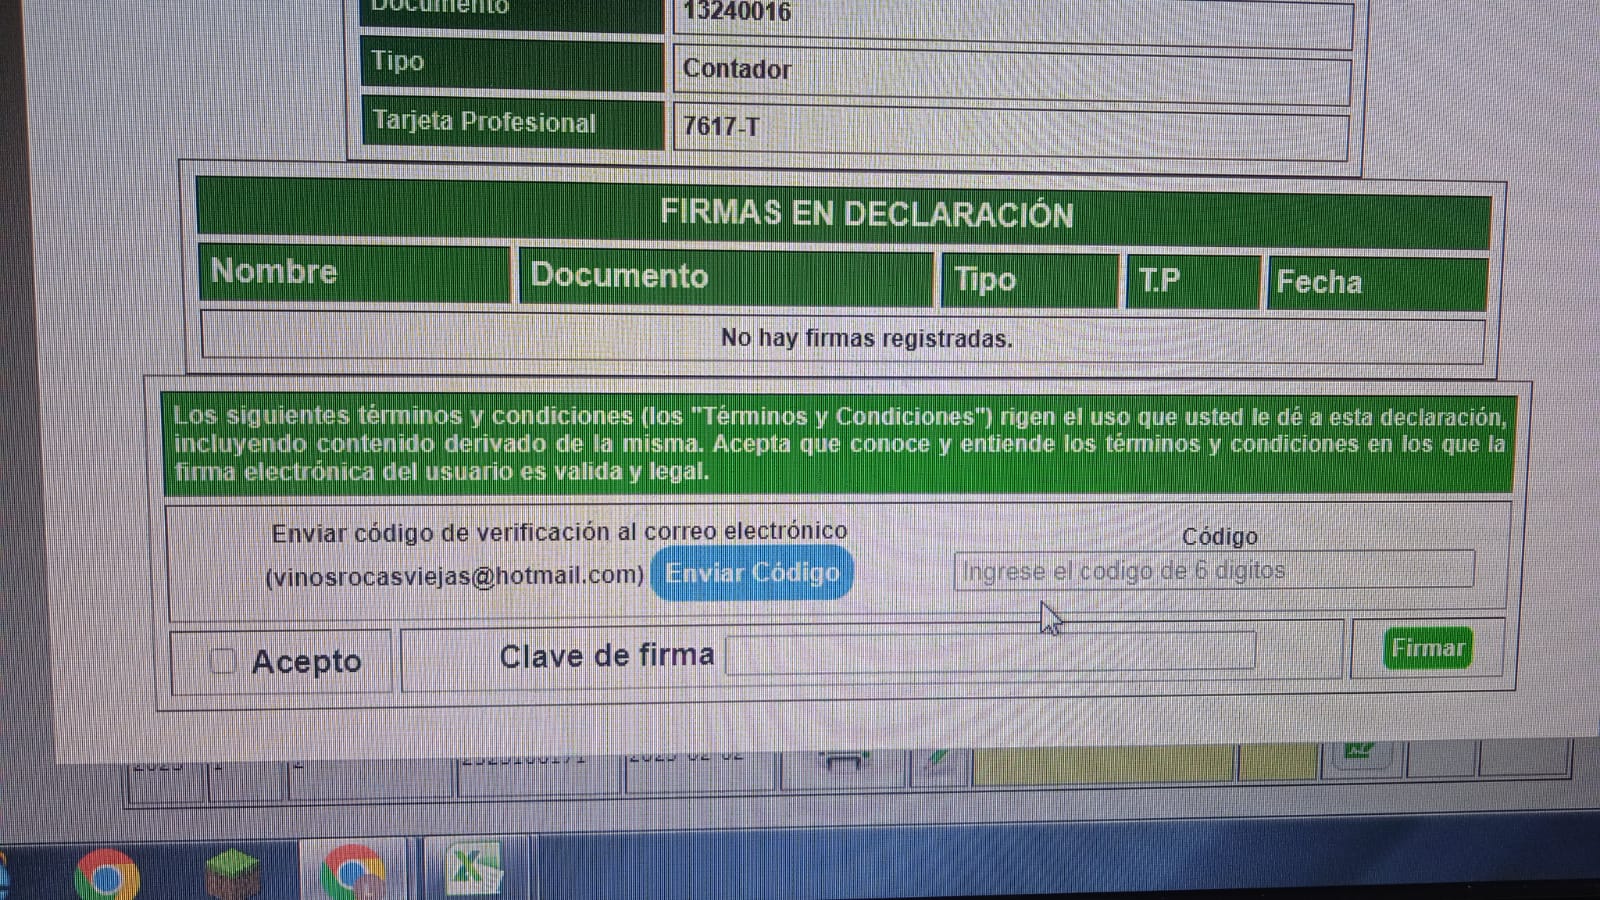 Documento 13240016
Tipo Contador
Tarjeta Profesional 7617-T
FIRMAS EN DECLARACIÓN
Nombre Documento Tipo T.P Fecha
No hay firmas registradas.
Los siguientes términos y condiciones (los "Términos y Condiciones") rigen el uso que usted le dé a esta declaración,
incluyendo contenido derivado de la misma. Acepta que conoce y entiende los términos y condiciones en los que la
firma electrónica del usuario es valida y legal.
Enviar código de verificación al correo electrónico
(vinosrocasviejas@hotmail.com) Enviar Código
Código
Ingrese el codigo de 6 digitos
Acepto Clave de firma Firmar